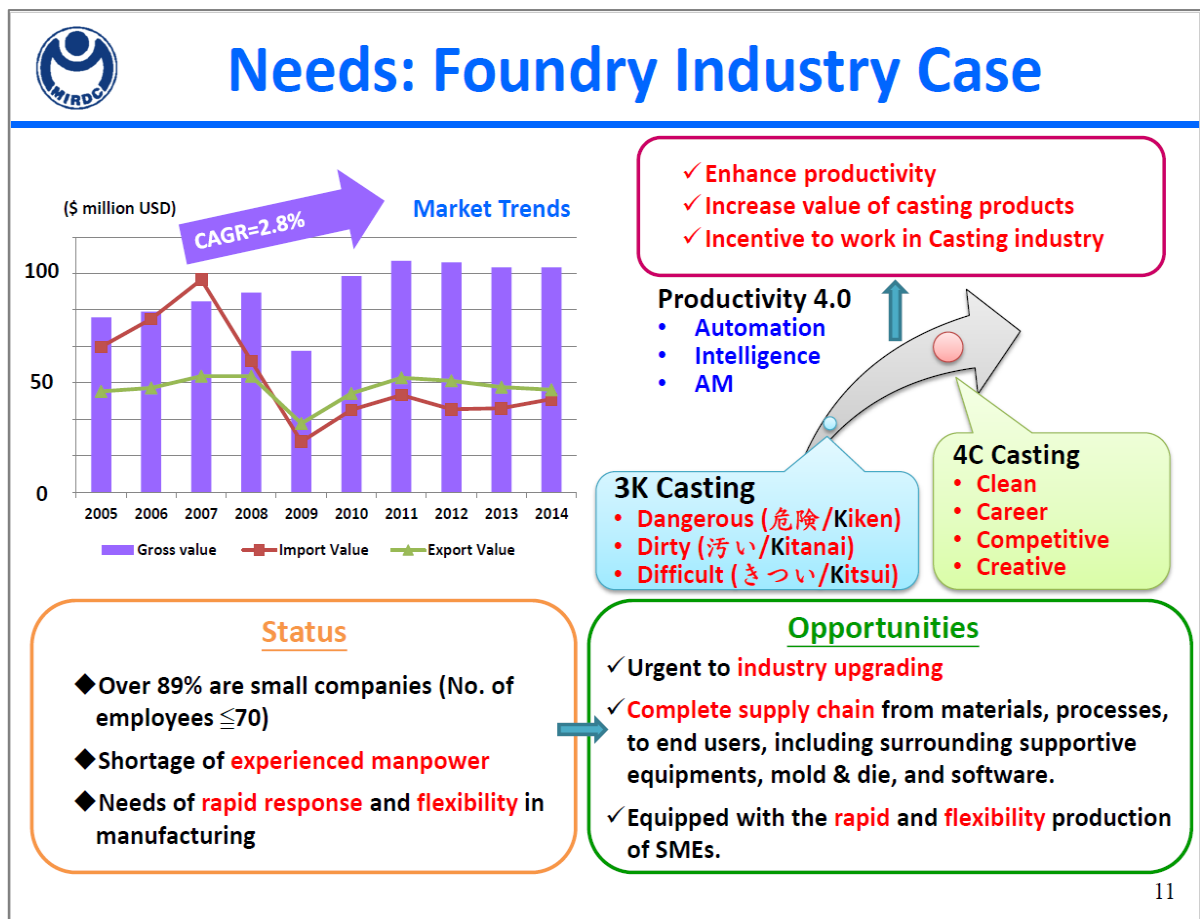 MIRDC
Needs: Foundry Industry Case
($ million USD)
CAGR=2.8%
Market Trends
100
50
0
2005 2006 2007 2008 2009 2010 2011 2012 2013 2014
Gross value Import Value Export Value
✓Enhance productivity
✓Increase value of casting products
✓Incentive to work in Casting industry
Productivity 4.0
• Automation
• Intelligence
• AM
3K Casting
• Dangerous (危険/Kiken)
• Dirty (汚い/Kitanai)
• Difficult (きつい/Kitsui)
4C Casting
• Clean
• Career
• Competitive
• Creative
Status
◆Over 89% are small companies (No. of
employees ≦70)
◆Shortage of experienced manpower
◆Needs of rapid response and flexibility in
manufacturing
Opportunities
✓Urgent to industry upgrading
✓Complete supply chain from materials, processes,
to end users, including surrounding supportive
equipments, mold & die, and software.
✓Equipped with the rapid and flexibility production
of SMEs.
11